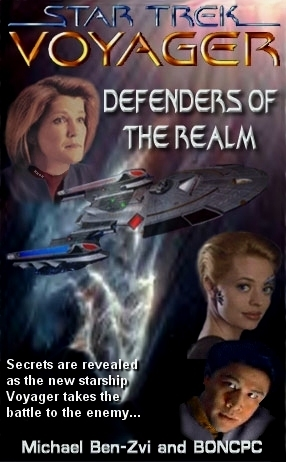 STAR TREK
VOYAGER
DEFENDERS OF
THE REALM
Secrets are revealed
as the new starship
Voyager takes the
battle to the enemy...
Michael Ben-Zvi and BONCPC